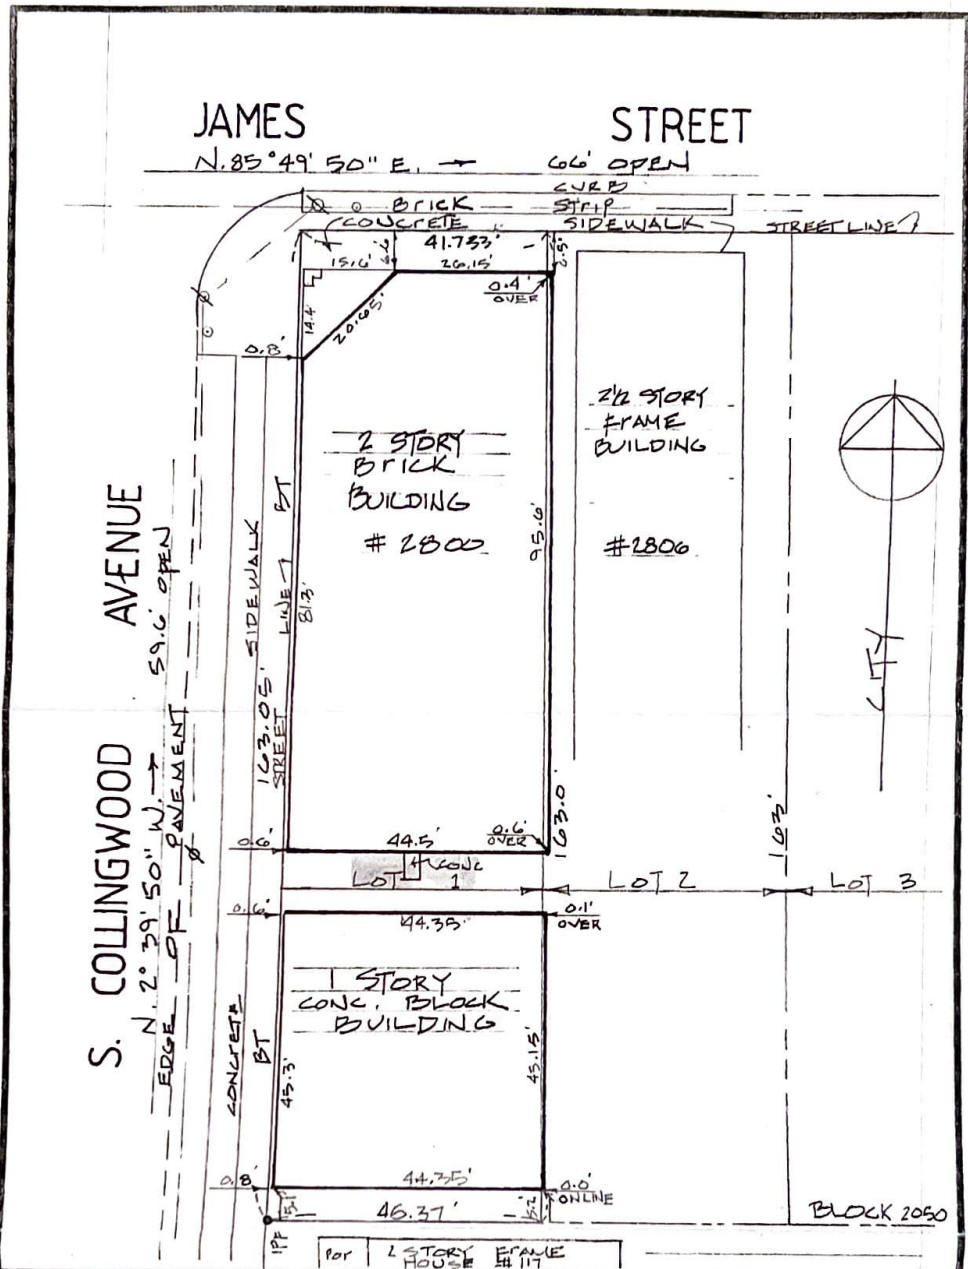 JAMES STREET
N. 85° 49' 50" E. → 66' OPEN
CURB
BRICK STRIP
CONCRETE SIDEWALK
STREET LINE
41.733'
6.6'
6.5'
15.6'
26.15'
0.4'
OVER
14.4'
20.65'
0.8'
2 STORY
BRICK
BUILDING
# 2800
2½ STORY
FRAME
BUILDING
#2806
S. COLLINGWOOD AVENUE
N. 2° 39' 50" W. → 59.6' OPEN
EDGE OF PAVEMENT
SIDEWALK
BT
LINE
81.3'
95.6'
163.05'
STREET
163.0'
163'
CITY
0.6'
44.5'
0.6'
OVER
CONC
LOT 1
LOT 2
LOT 3
0.6'
44.35'
0.1'
OVER
1 STORY
CONC. BLOCK
BUILDING
CONCRETE
BT
45.3'
45.15'
0.8'
44.35'
0.0'
ONLINE
15.1'
46.37'
15.2'
BLOCK 2050
IPF
Por 2 STORY FRAME
HOUSE #117